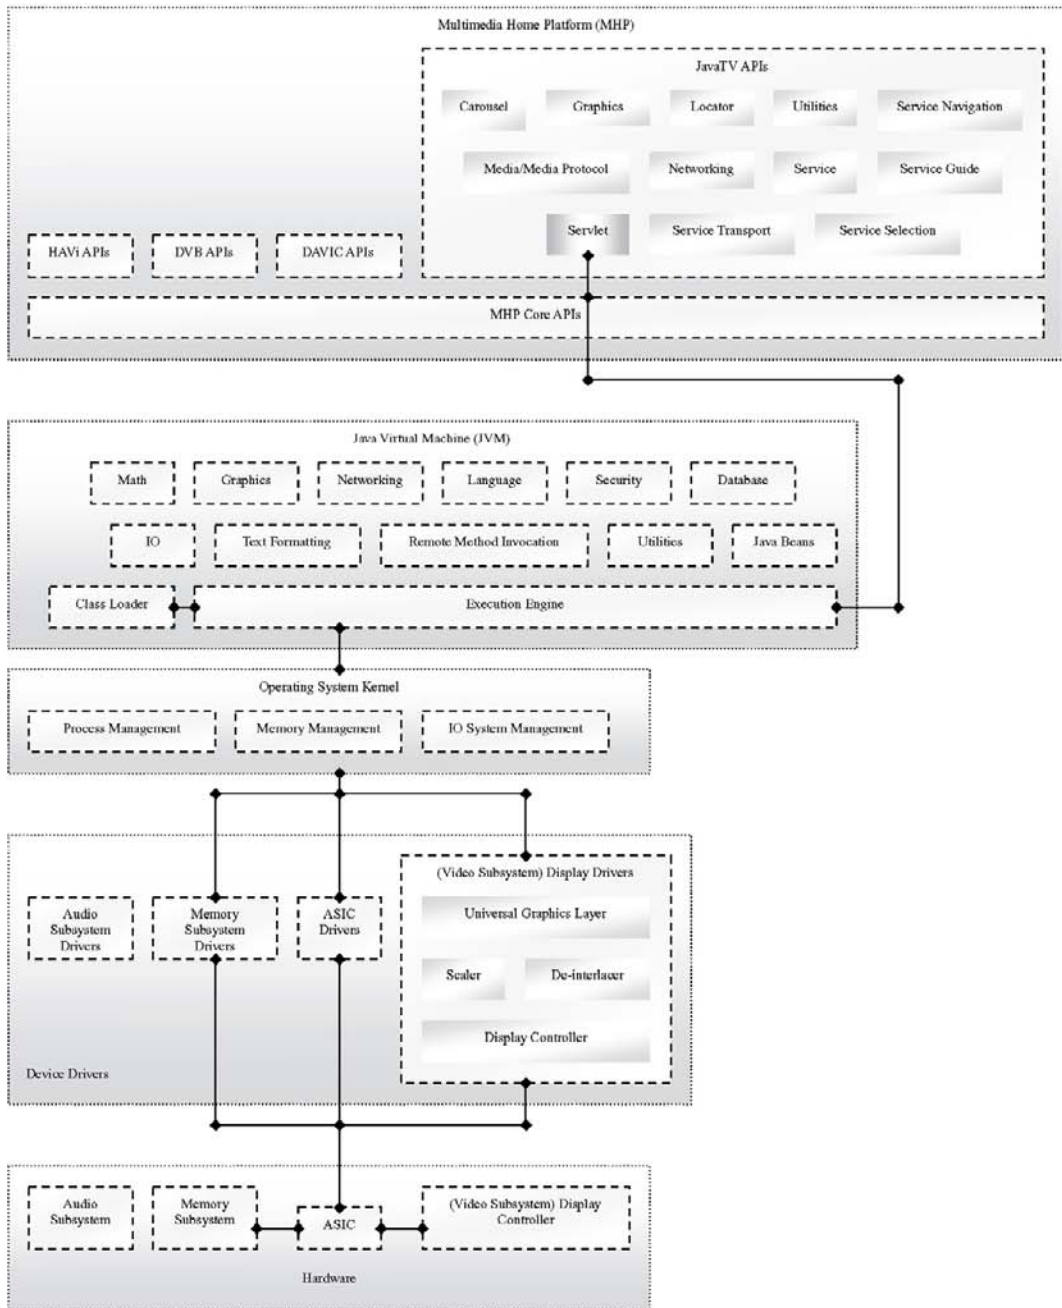 Multimedia Home Platform (MHP)
JavaTV APIs
Carousel
Graphics
Locator
Utilities
Service Navigation
Media/Media Protocol
Networking
Service
Service Guide
Servlet
Service Transport
Service Selection
HAVi APIs
DVB APIs
DAVIC APIs
MHP Core APIs
Java Virtual Machine (JVM)
Math
Graphics
Networking
Language
Security
Database
IO
Text Formatting
Remote Method Invocation
Utilities
Java Beans
Class Loader
Execution Engine
Operating System Kernel
Process Management
Memory Management
IO System Management
Audio
Subsystem
Drivers
Memory
Subsystem
Drivers
ASIC
Drivers
(Video Subsystem) Display Drivers
Universal Graphics Layer
Scaler
De-interlacer
Display Controller
Device Drivers
Audio
Subsystem
Memory
Subsystem
ASIC
(Video Subsystem) Display
Controller
Hardware